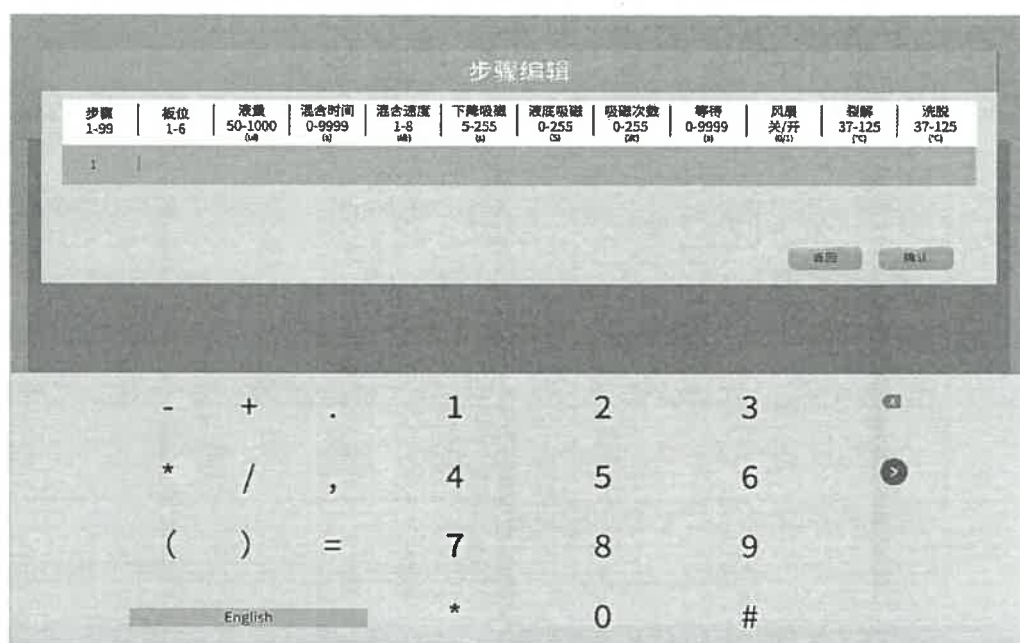 步骤编辑
步骤 板位 液量 混合时间 混合速度 下降吸磁 液底吸磁 吸磁次数 等待 风扇 裂解 洗脱
1-99 1-6 50-1000 0-9999 1-8 5-255 0-255 0-255 0-9999 关/开 37-125 37-125
(s) (s) (S) (次) (s) (0/1) (℃) (℃)
1
返回 确认
- + . 1 2 3
* / , 4 5 6
>
( ) = 7 8 9
English * 0 #